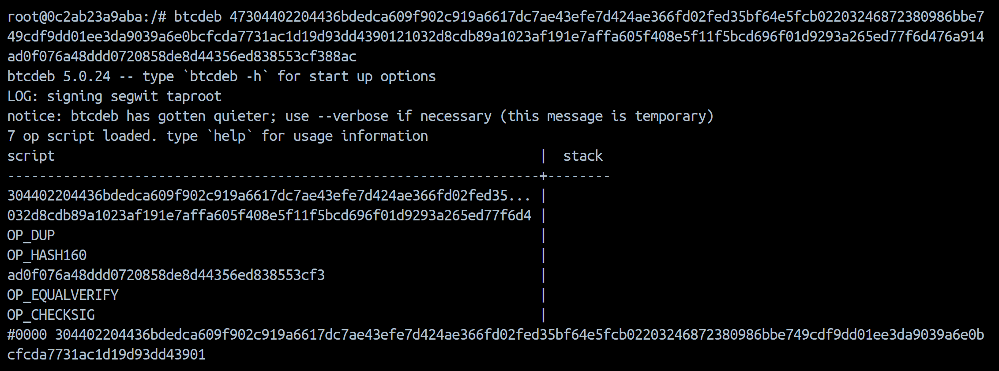 root@0c2ab23a9aba:/# btcdeb 47304402204436bdedca609f902c919a6617dc7ae43efe7d424ae366fd02fed35bf64e5fcb02203246872380986bbe7
49cdf9dd01ee3da9039a6e0bcfcda7731ac1d19d93dd4390121032d8cdb89a1023af191e7affa605f408e5f11f5bcd696f01d9293a265ed77f6d476a914
ad0f076a48ddd0720858de8d44356ed838553cf388ac
btcdeb 5.0.24 -- type `btcdeb -h` for start up options
LOG: signing segwit taproot
notice: btcdeb has gotten quieter; use --verbose if necessary (this message is temporary)
7 op script loaded. type `help` for usage information
script | stack
-------------------------------------------------------------------+--------
304402204436bdedca609f902c919a6617dc7ae43efe7d424ae366fd02fed35... |
032d8cdb89a1023af191e7affa605f408e5f11f5bcd696f01d9293a265ed77f6d4 |
OP_DUP |
OP_HASH160 |
ad0f076a48ddd0720858de8d44356ed838553cf3 |
OP_EQUALVERIFY |
OP_CHECKSIG |
#0000 304402204436bdedca609f902c919a6617dc7ae43efe7d424ae366fd02fed35bf64e5fcb02203246872380986bbe749cdf9dd01ee3da9039a6e0b
cfcda7731ac1d19d93dd43901